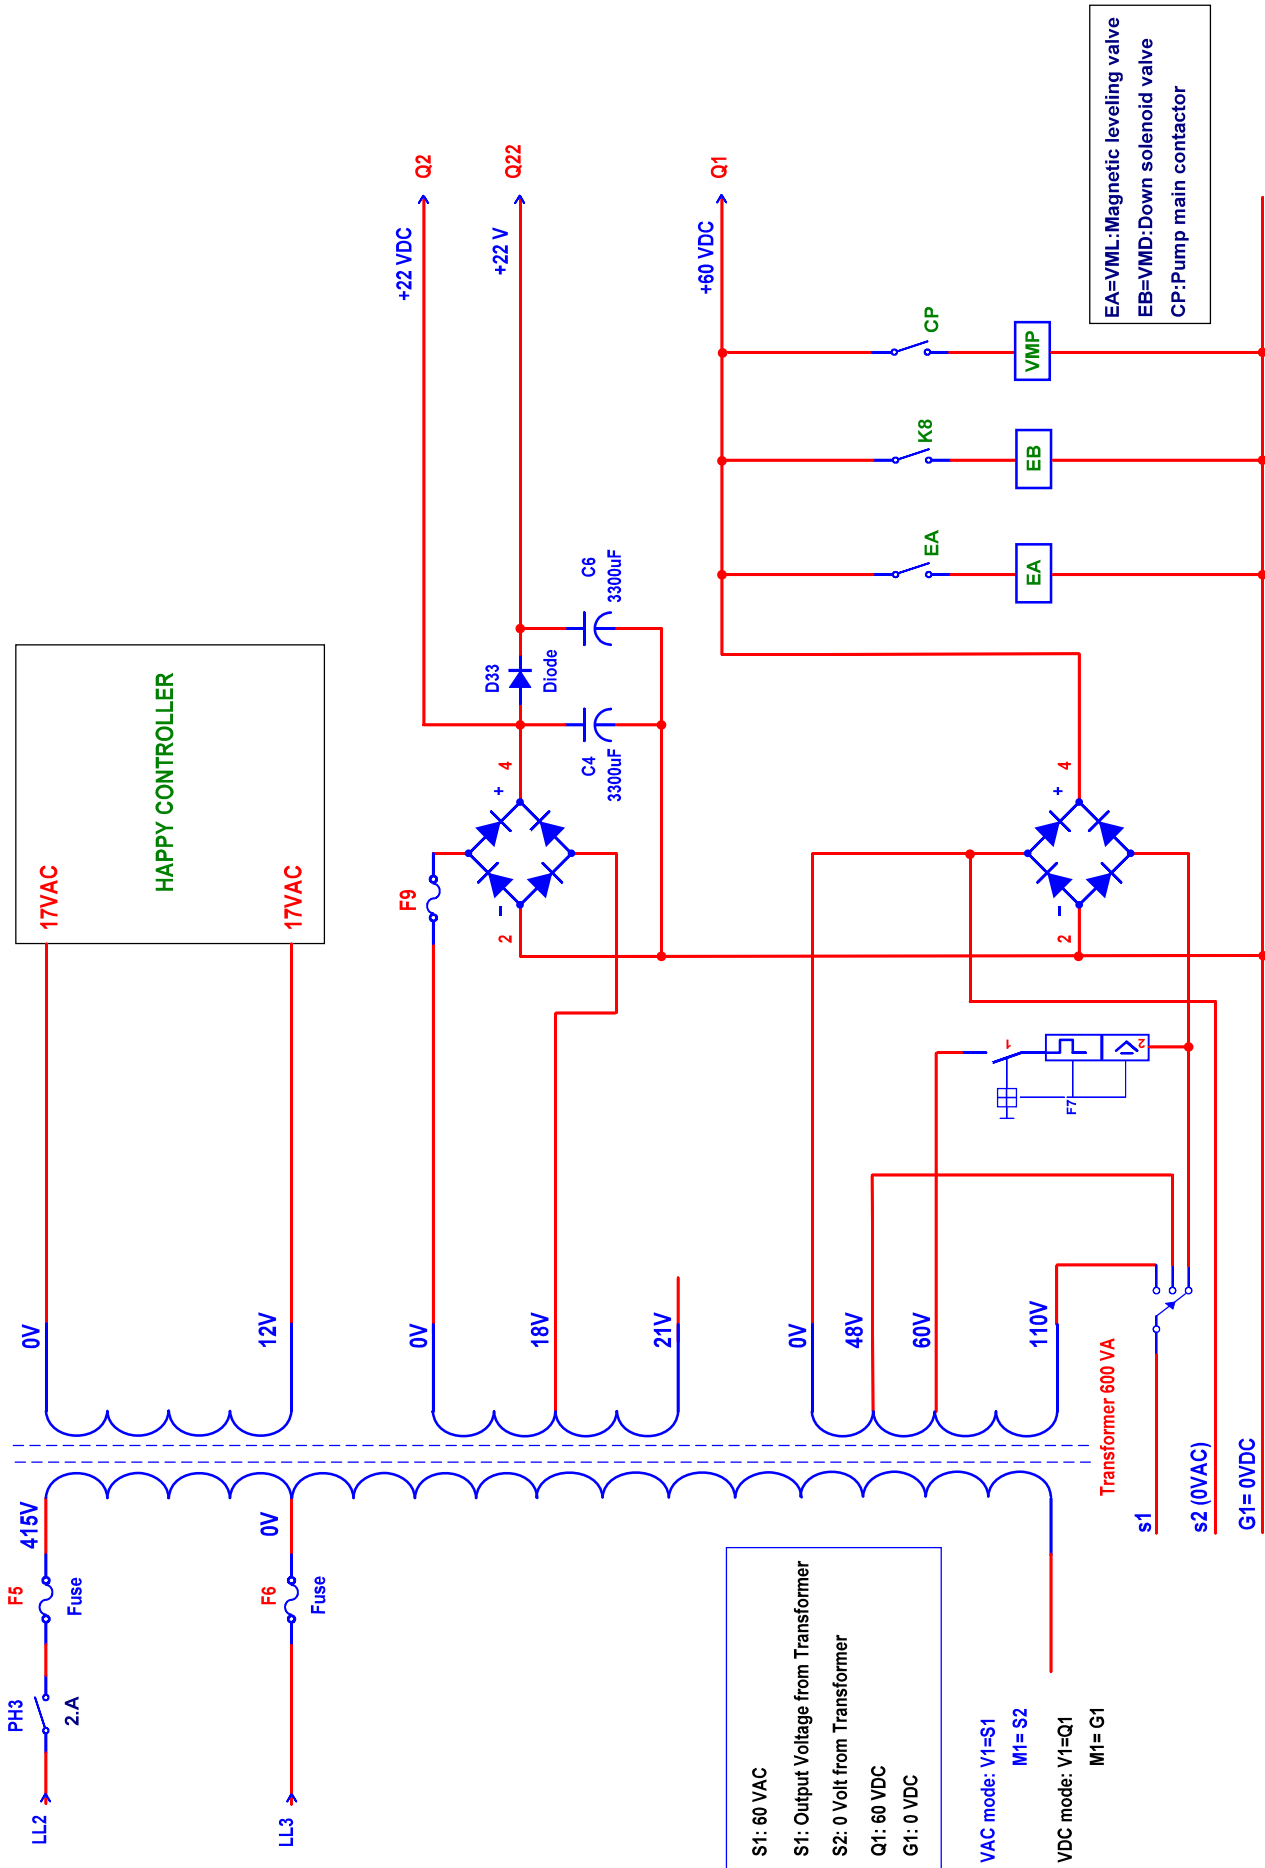 LL2
PH3
2.A
F5
Fuse
415V
LL3
F6
Fuse
0V
0V
12V
17VAC
17VAC
HAPPY CONTROLLER
0V
18V
21V
F9
2
-
+
4
C4
3300uF
D33
Diode
C6
3300uF
+22 VDC
Q2
+22 V
Q22
0V
48V
60V
110V
Transformer 600 VA
F7
1
2
2
-
+
4
+60 VDC
Q1
EA
EA
K8
EB
CP
VMP
s1
s2 (0VAC)
G1= 0VDC
S1: 60 VAC
S1: Output Voltage from Transformer
S2: 0 Volt from Transformer
Q1: 60 VDC
G1: 0 VDC
VAC mode: V1=S1
M1= S2
VDC mode: V1=Q1
M1= G1
EA=VML:Magnetic leveling valve
EB=VMD:Down solenoid valve
CP:Pump main contactor